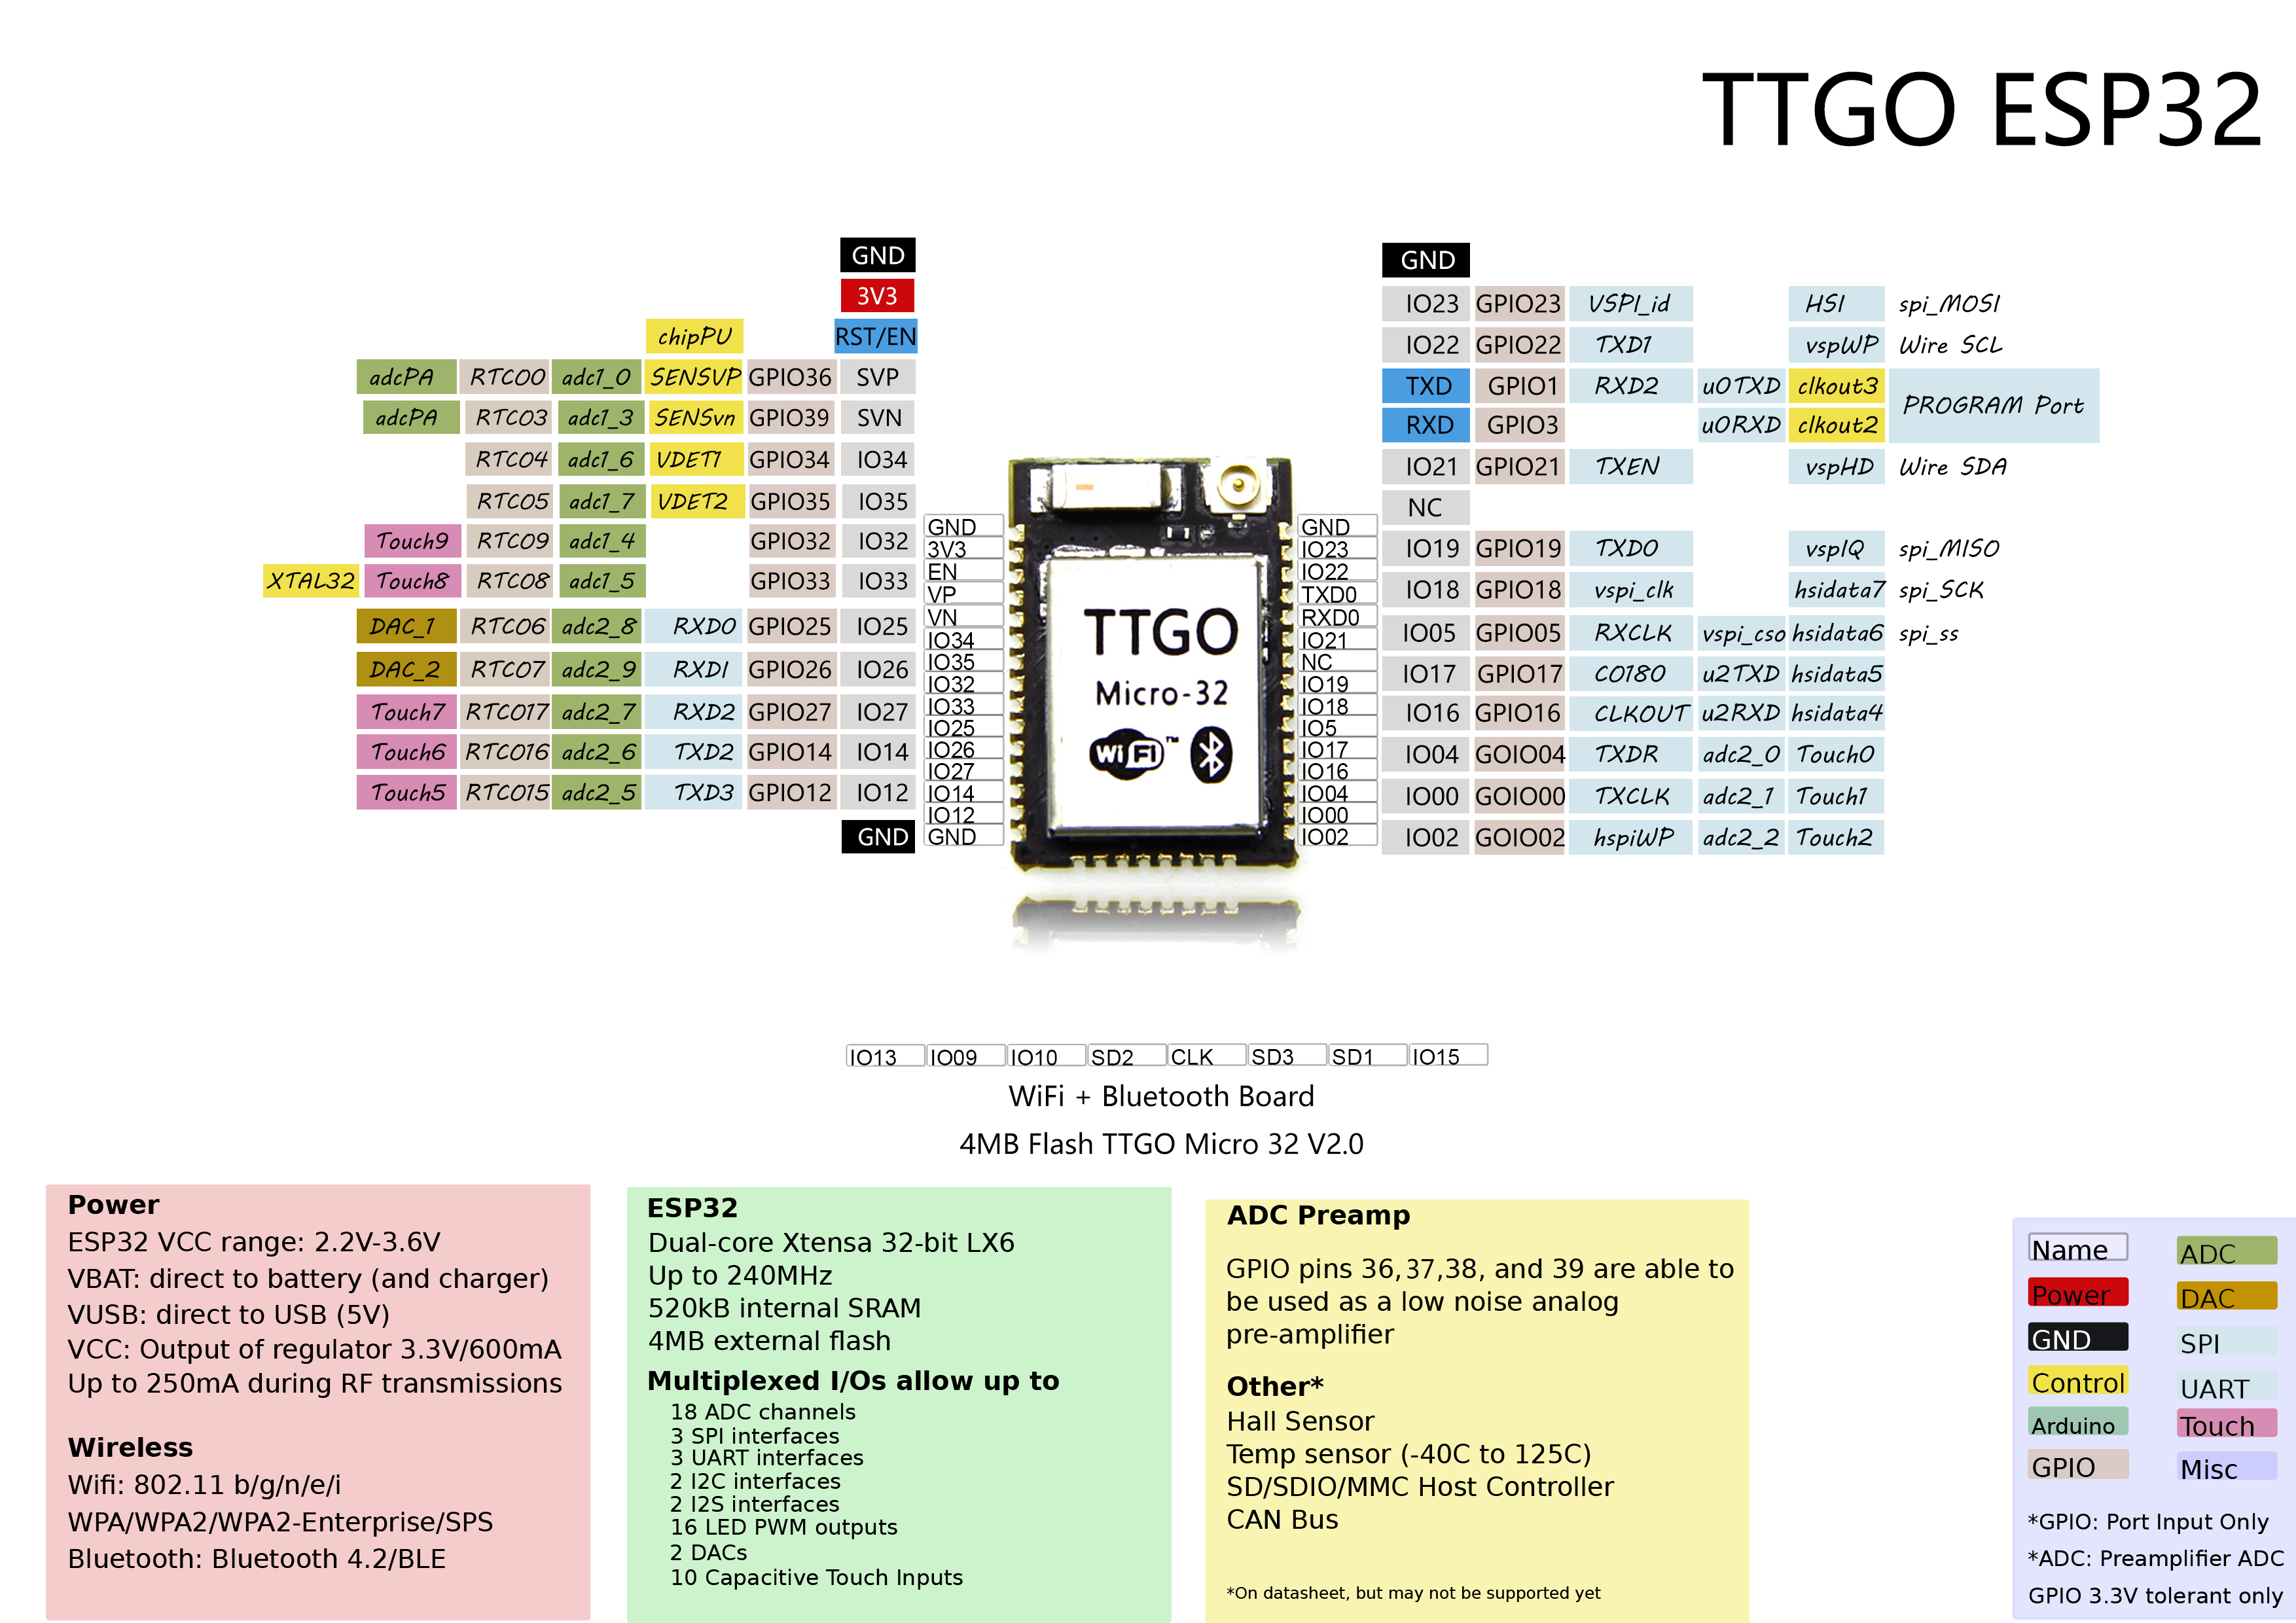 TTGO ESP32
GND
3V3
chipPU RST/EN
adcPA RTCO0 adc1_0 SENSVP GPIO36 SVP
adcPA RTCO3 adc1_3 SENSvn GPIO39 SVN
RTCO4 adc1_6 VDET1 GPIO34 IO34
RTCO5 adc1_7 VDET2 GPIO35 IO35
Touch9 RTCO9 adc1_4 GPIO32 IO32
XTAL32 Touch8 RTCO8 adc1_5 GPIO33 IO33
DAC_1 RTCO6 adc2_8 RXD0 GPIO25 IO25
DAC_2 RTCO7 adc2_9 RXD1 GPIO26 IO26
Touch7 RTCO17 adc2_7 RXD2 GPIO27 IO27
Touch6 RTCO16 adc2_6 TXD2 GPIO14 IO14
Touch5 RTCO15 adc2_5 TXD3 GPIO12 IO12
GND
GND
3V3
EN
VP
VN
IO34
IO35
IO32
IO33
IO25
IO26
IO27
IO14
IO12
GND
TTGO
Micro-32
WiFi™
GND
IO23
IO22
TXD0
RXD0
IO21
NC
IO19
IO18
IO5
IO17
IO16
IO04
IO00
IO02
GND
IO23 GPIO23 VSPI_id HSI spi_MOSI
IO22 GPIO22 TXD1 vspWP Wire SCL
TXD GPIO1 RXD2 u0TXD clkout3
PROGRAM Port
RXD GPIO3 u0RXD clkout2
IO21 GPIO21 TXEN vspHD Wire SDA
NC
IO19 GPIO19 TXD0 vspIQ spi_MISO
IO18 GPIO18 vspi_clk hsidata7 spi_SCK
IO05 GPIO05 RXCLK vspi_cso hsidata6 spi_ss
IO17 GPIO17 CO180 u2TXD hsidata5
IO16 GPIO16 CLKOUT u2RXD hsidata4
IO04 GOIO04 TXDR adc2_0 Touch0
IO00 GOIO00 TXCLK adc2_1 Touch1
IO02 GOIO02 hspiWP adc2_2 Touch2
IO13 IO09 IO10 SD2 CLK SD3 SD1 IO15
WiFi + Bluetooth Board
4MB Flash TTGO Micro 32 V2.0
Power
ESP32 VCC range: 2.2V-3.6V
VBAT: direct to battery (and charger)
VUSB: direct to USB (5V)
VCC: Output of regulator 3.3V/600mA
Up to 250mA during RF transmissions
Wireless
Wifi: 802.11 b/g/n/e/i
WPA/WPA2/WPA2-Enterprise/SPS
Bluetooth: Bluetooth 4.2/BLE
ESP32
Dual-core Xtensa 32-bit LX6
Up to 240MHz
520kB internal SRAM
4MB external flash
Multiplexed I/Os allow up to
18 ADC channels
3 SPI interfaces
3 UART interfaces
2 I2C interfaces
2 I2S interfaces
16 LED PWM outputs
2 DACs
10 Capacitive Touch Inputs
ADC Preamp
GPIO pins 36,37,38, and 39 are able to
be used as a low noise analog
pre-amplifier
Other*
Hall Sensor
Temp sensor (-40C to 125C)
SD/SDIO/MMC Host Controller
CAN Bus
*On datasheet, but may not be supported yet
Name ADC
Power DAC
GND SPI
Control UART
Arduino Touch
GPIO Misc
*GPIO: Port Input Only
*ADC: Preamplifier ADC
GPIO 3.3V tolerant only